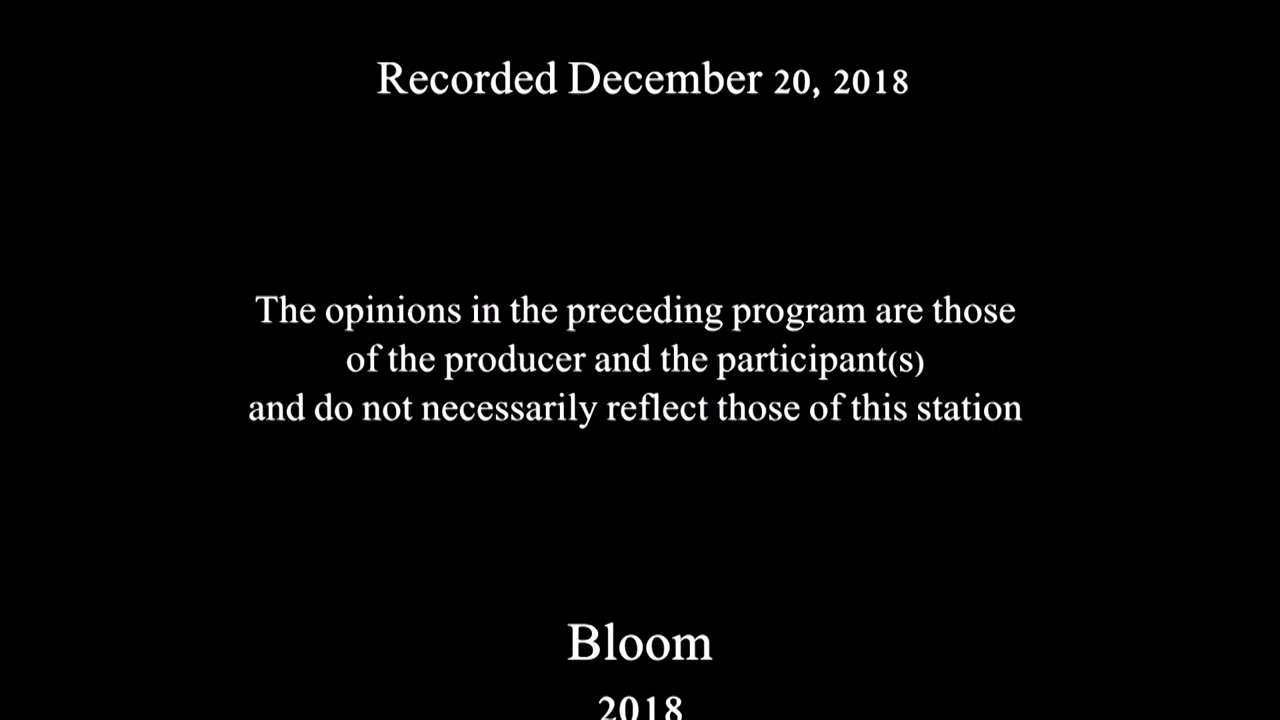 Recorded December 20, 2018
The opinions in the preceding program are those
of the producer and the participant(s)
and do not necessarily reflect those of this station
Bloom
2018